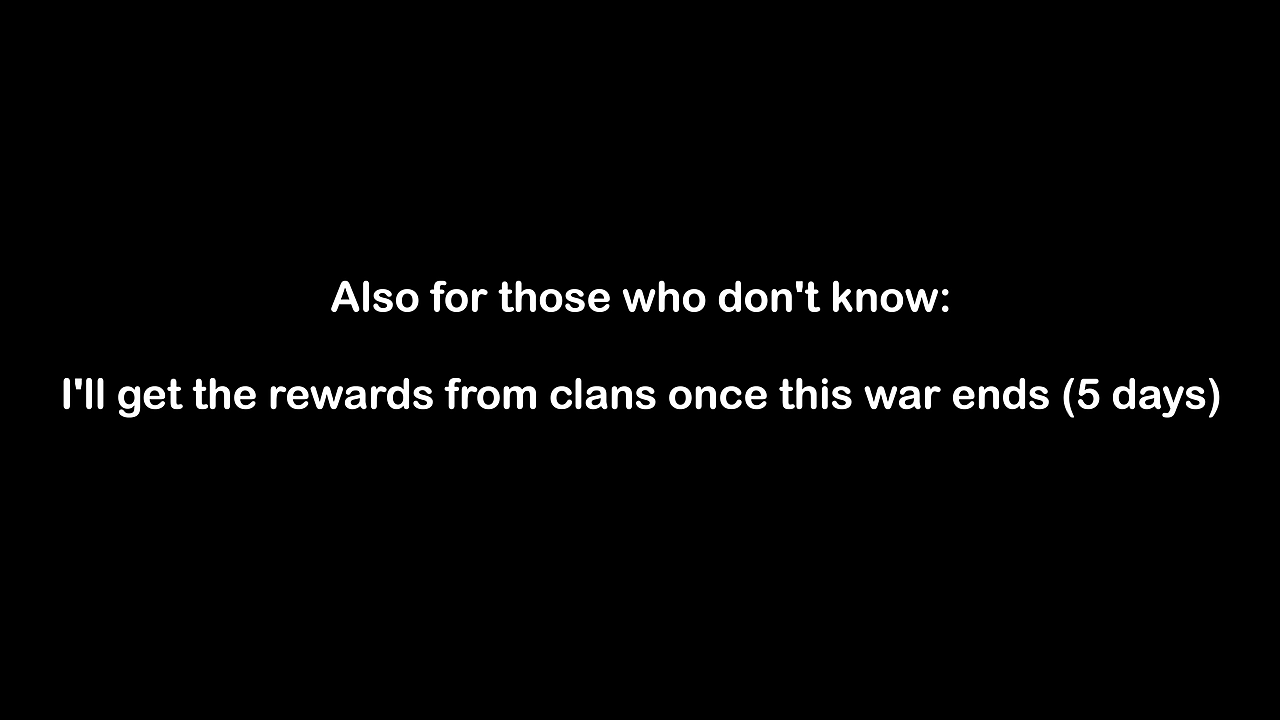 Also for those who don't know:
I'll get the rewards from clans once this war ends (5 days)